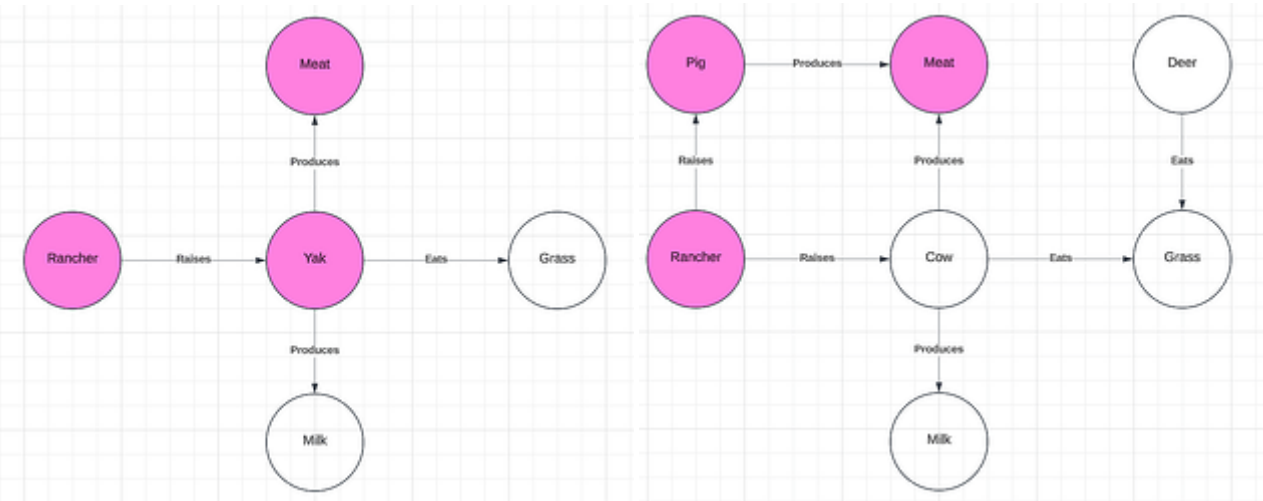 Meat
Produces
Rancher
Raises
Yak
Eats
Grass
Produces
Milk
Pig
Produces
Meat
Deer
Raises
Produces
Eats
Rancher
Raises
Cow
Eats
Grass
Produces
Milk